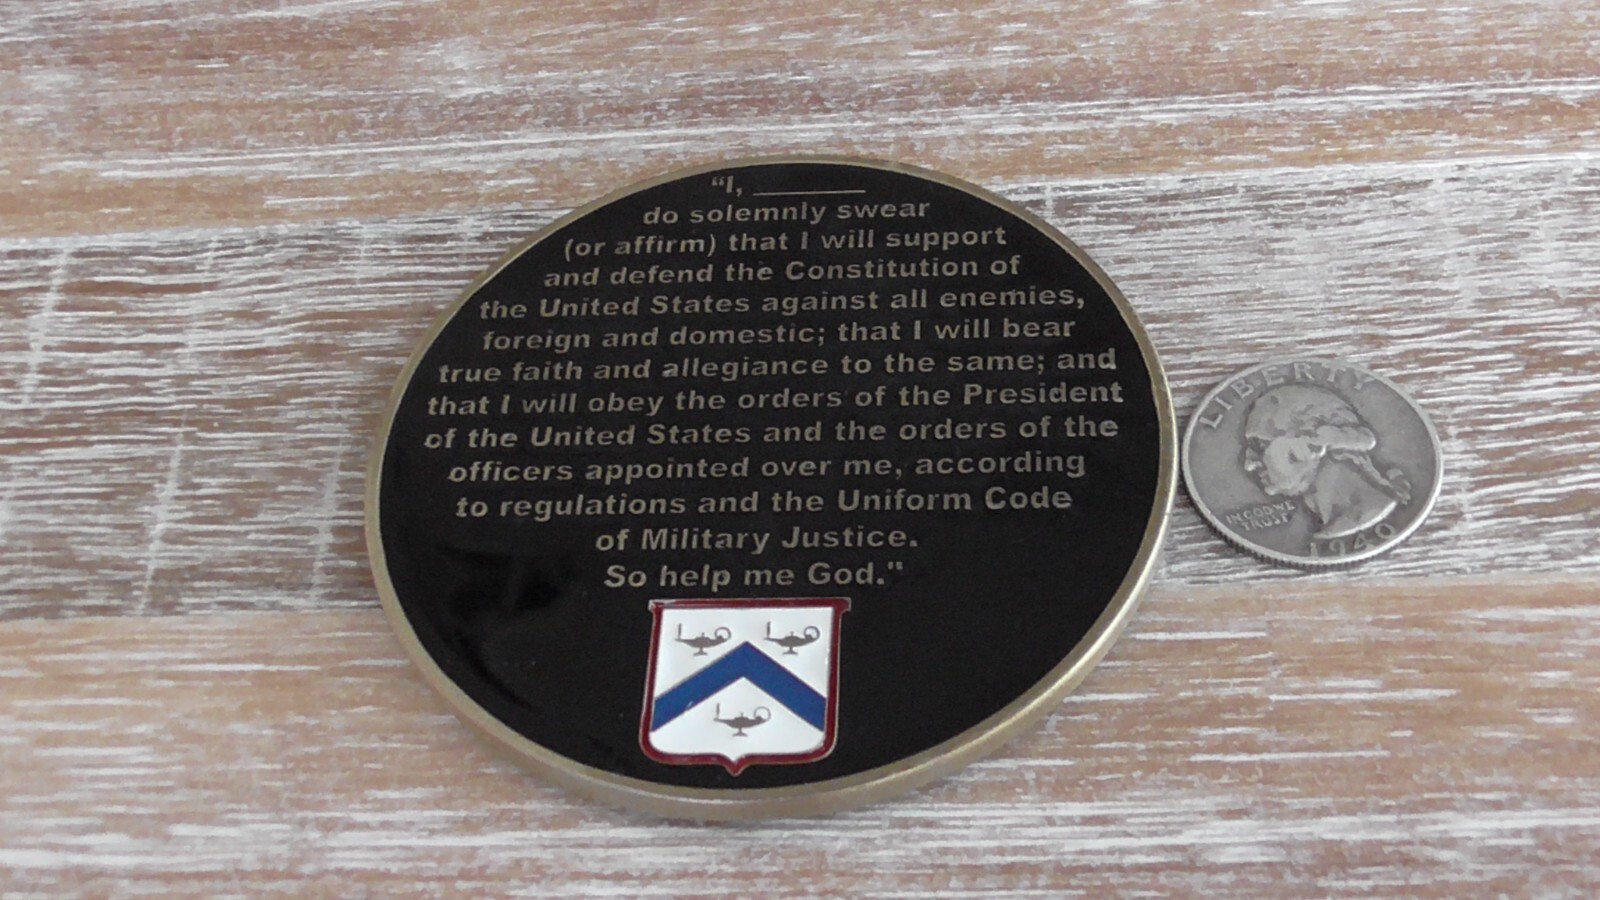 “I, ________
do solemnly swear
(or affirm) that I will support
and defend the Constitution of
the United States against all enemies,
foreign and domestic; that I will bear
true faith and allegiance to the same; and
that I will obey the orders of the President
of the United States and the orders of the
officers appointed over me, according
to regulations and the Uniform Code
of Military Justice.
So help me God."
LIBERTY
IN GOD WE
TRUST
1940